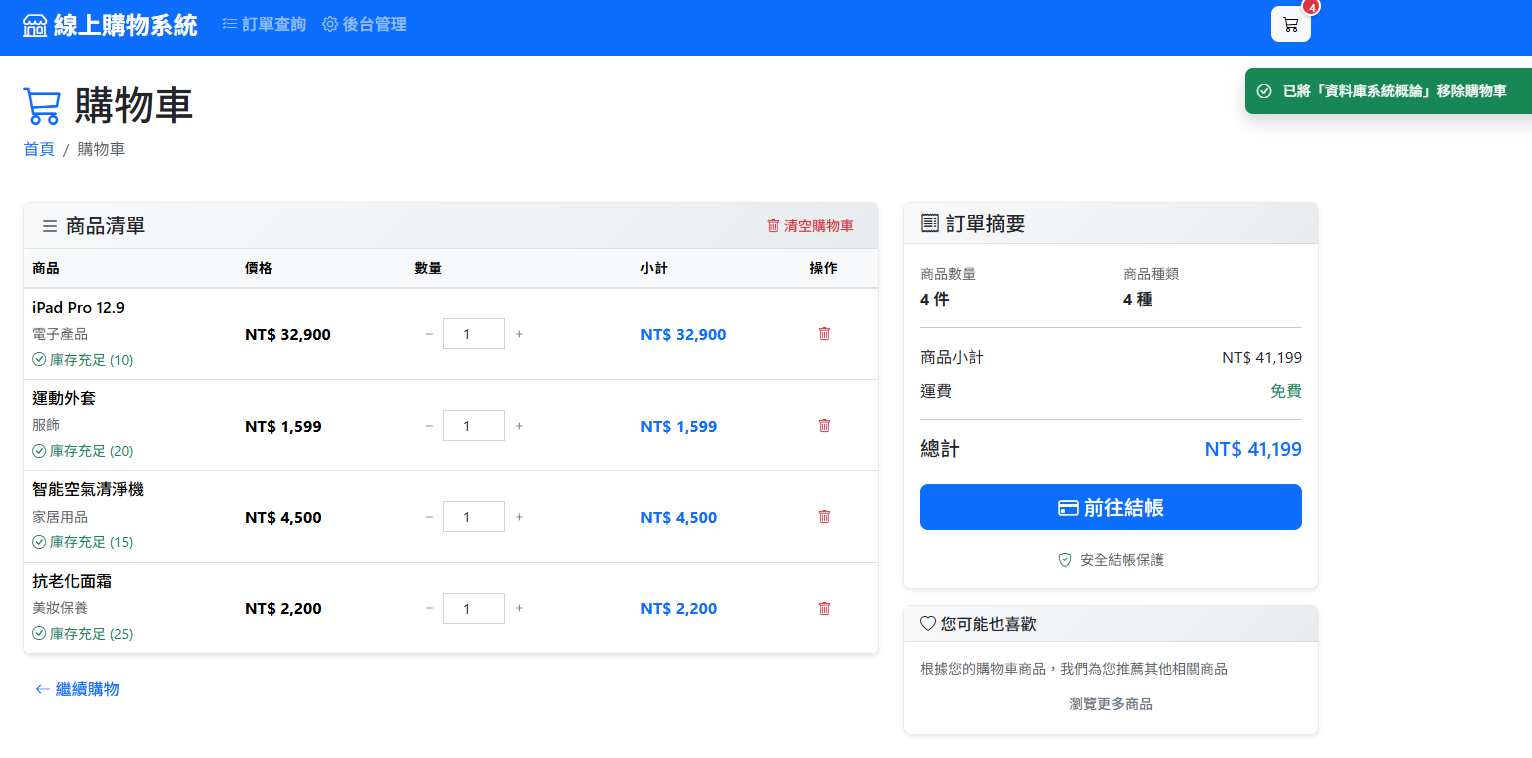 線上購物系統 訂單查詢 後台管理 4
已將「資料庫系統概論」移除購物車
購物車
首頁 / 購物車
商品清單 清空購物車
商品 價格 數量 小計 操作
iPad Pro 12.9
電子產品
庫存充足 (10)
NT$ 32,900 − 1 + NT$ 32,900
運動外套
服飾
庫存充足 (20)
NT$ 1,599 − 1 + NT$ 1,599
智能空氣清淨機
家居用品
庫存充足 (15)
NT$ 4,500 − 1 + NT$ 4,500
抗老化面霜
美妝保養
庫存充足 (25)
NT$ 2,200 − 1 + NT$ 2,200
繼續購物
訂單摘要
商品數量 商品種類
4 件 4 種
商品小計 NT$ 41,199
運費 免費
總計 NT$ 41,199
前往結帳
安全結帳保護
您可能也喜歡
根據您的購物車商品，我們為您推薦其他相關商品
瀏覽更多商品